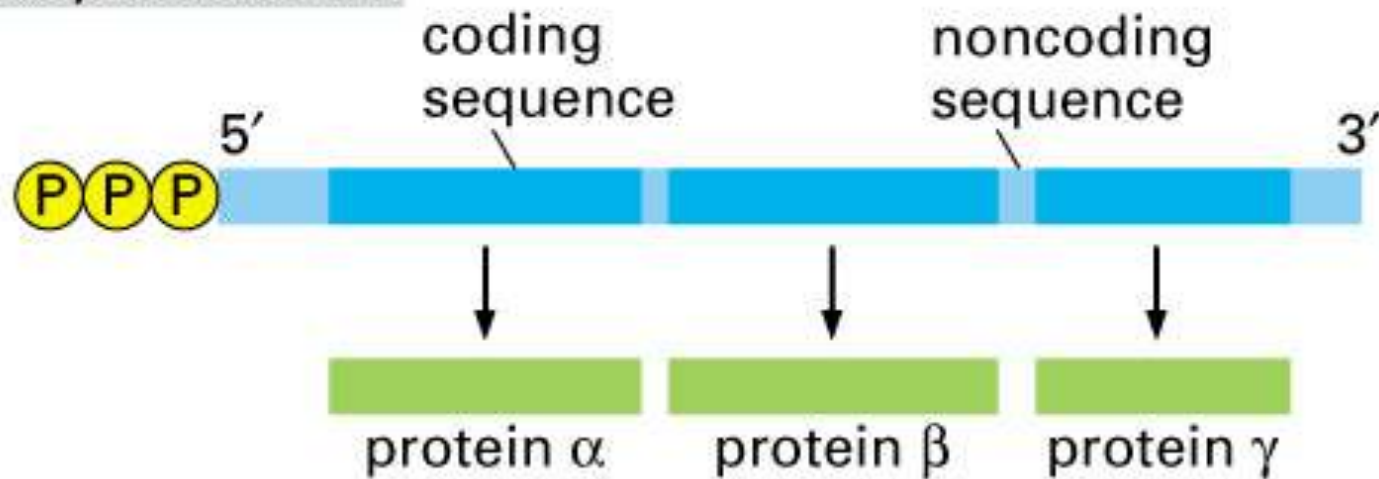 coding
sequence
noncoding
sequence
5′
3′
P P P
protein α
protein β
protein γ